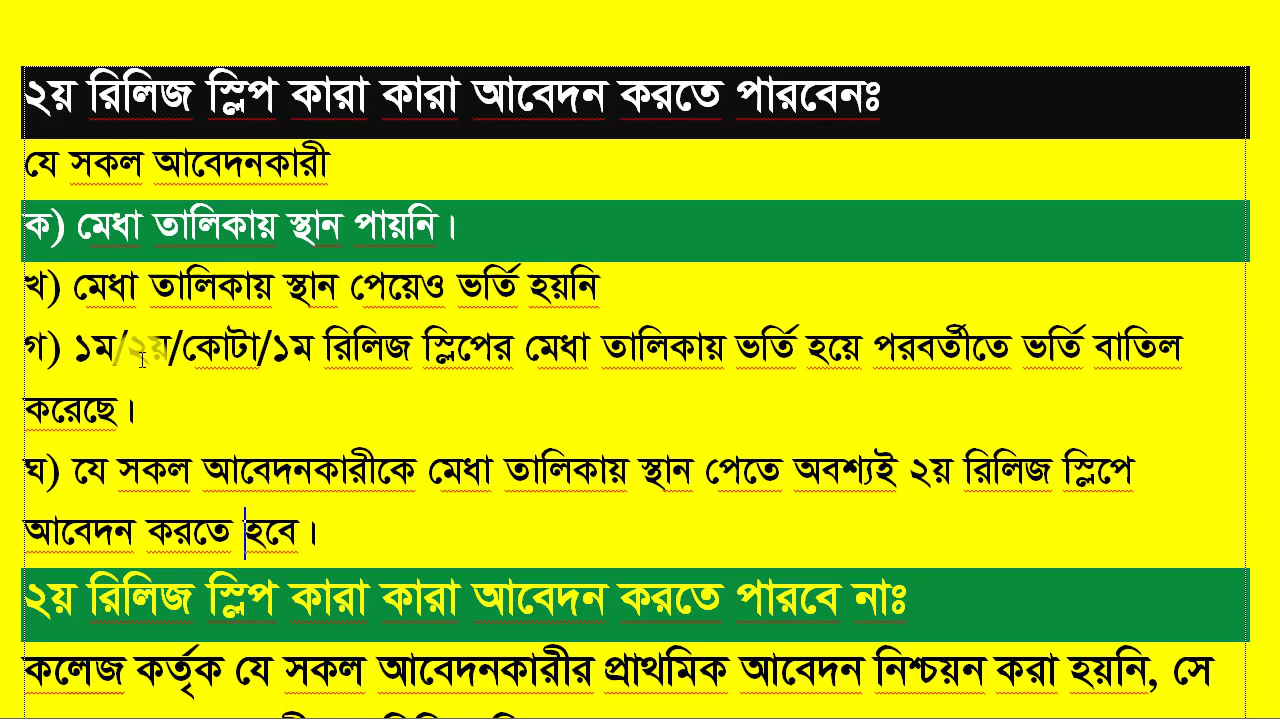 ২য় রিলিজ স্লিপ কারা কারা আবেদন করতে পারবেনঃ
যে সকল আবেদনকারী
ক) মেধা তালিকায় স্থান পায়নি।
খ) মেধা তালিকায় স্থান পেয়েও ভর্তি হয়নি
গ) ১ম/২য়/কোটা/১ম রিলিজ স্লিপের মেধা তালিকায় ভর্তি হয়ে পরবর্তীতে ভর্তি বাতিল
করেছে।
ঘ) যে সকল আবেদনকারীকে মেধা তালিকায় স্থান পেতে অবশ্যই ২য় রিলিজ স্লিপে
আবেদন করতে হবে।
২য় রিলিজ স্লিপ কারা কারা আবেদন করতে পারবে নাঃ
কলেজ কর্তৃক যে সকল আবেদনকারীর প্রাথমিক আবেদন নিশ্চয়ন করা হয়নি, সে